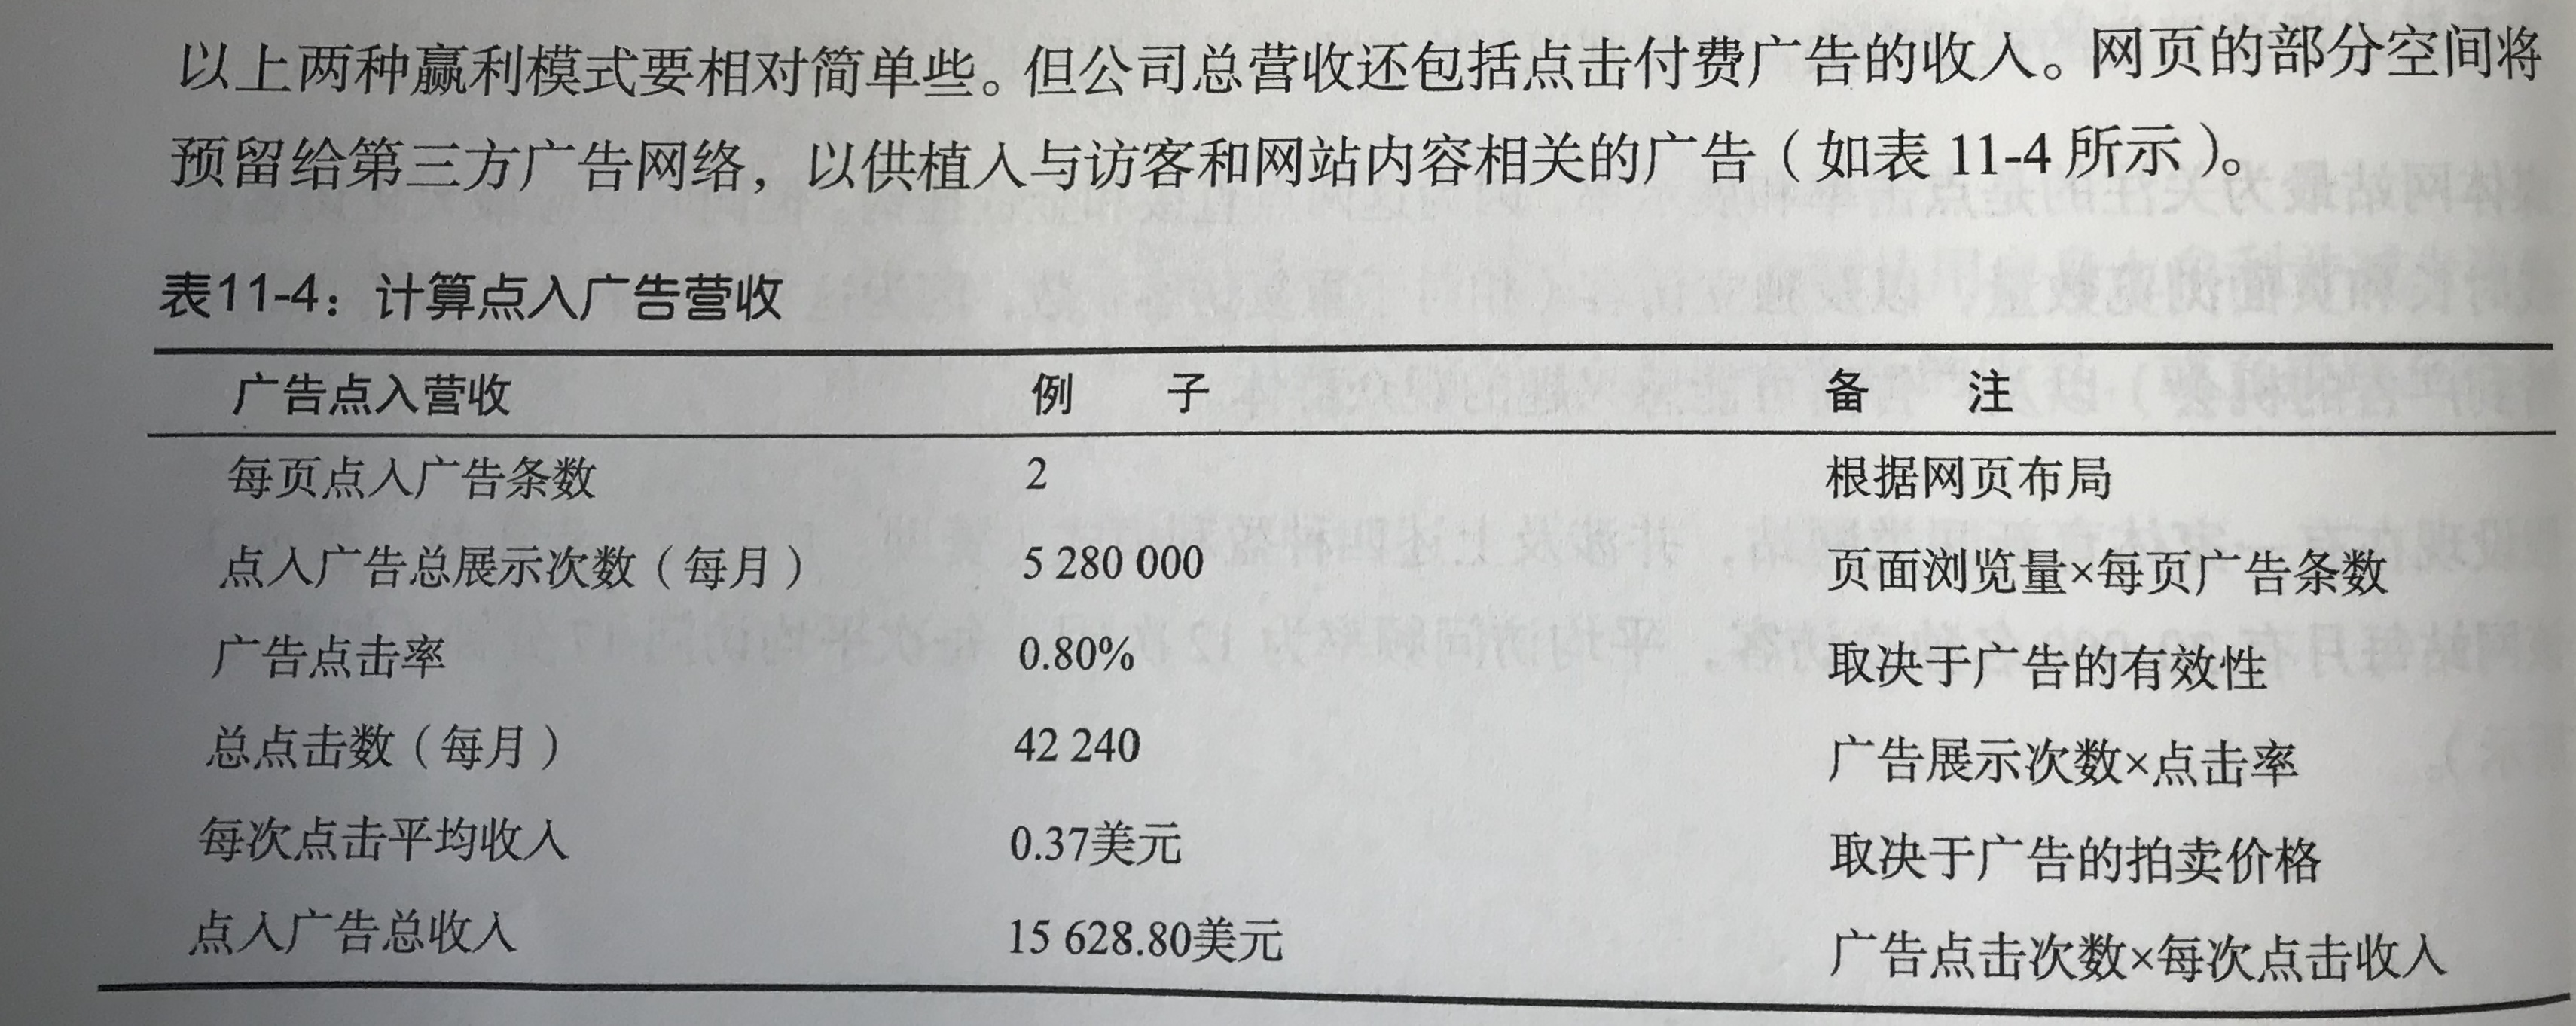 以上两种赢利模式要相对简单些。但公司总营收还包括点击付费广告的收入。网页的部分空间将
预留给第三方广告网络，以供植入与访客和网站内容相关的广告（如表 11-4 所示）。
表11-4：计算点入广告营收
广告点入营收 例 子 备 注
每页点入广告条数 2 根据网页布局
点入广告总展示次数（每月） 5 280 000 页面浏览量×每页广告条数
广告点击率 0.80% 取决于广告的有效性
总点击数（每月） 42 240 广告展示次数×点击率
每次点击平均收入 0.37美元 取决于广告的拍卖价格
点入广告总收入 15 628.80美元 广告点击次数×每次点击收入